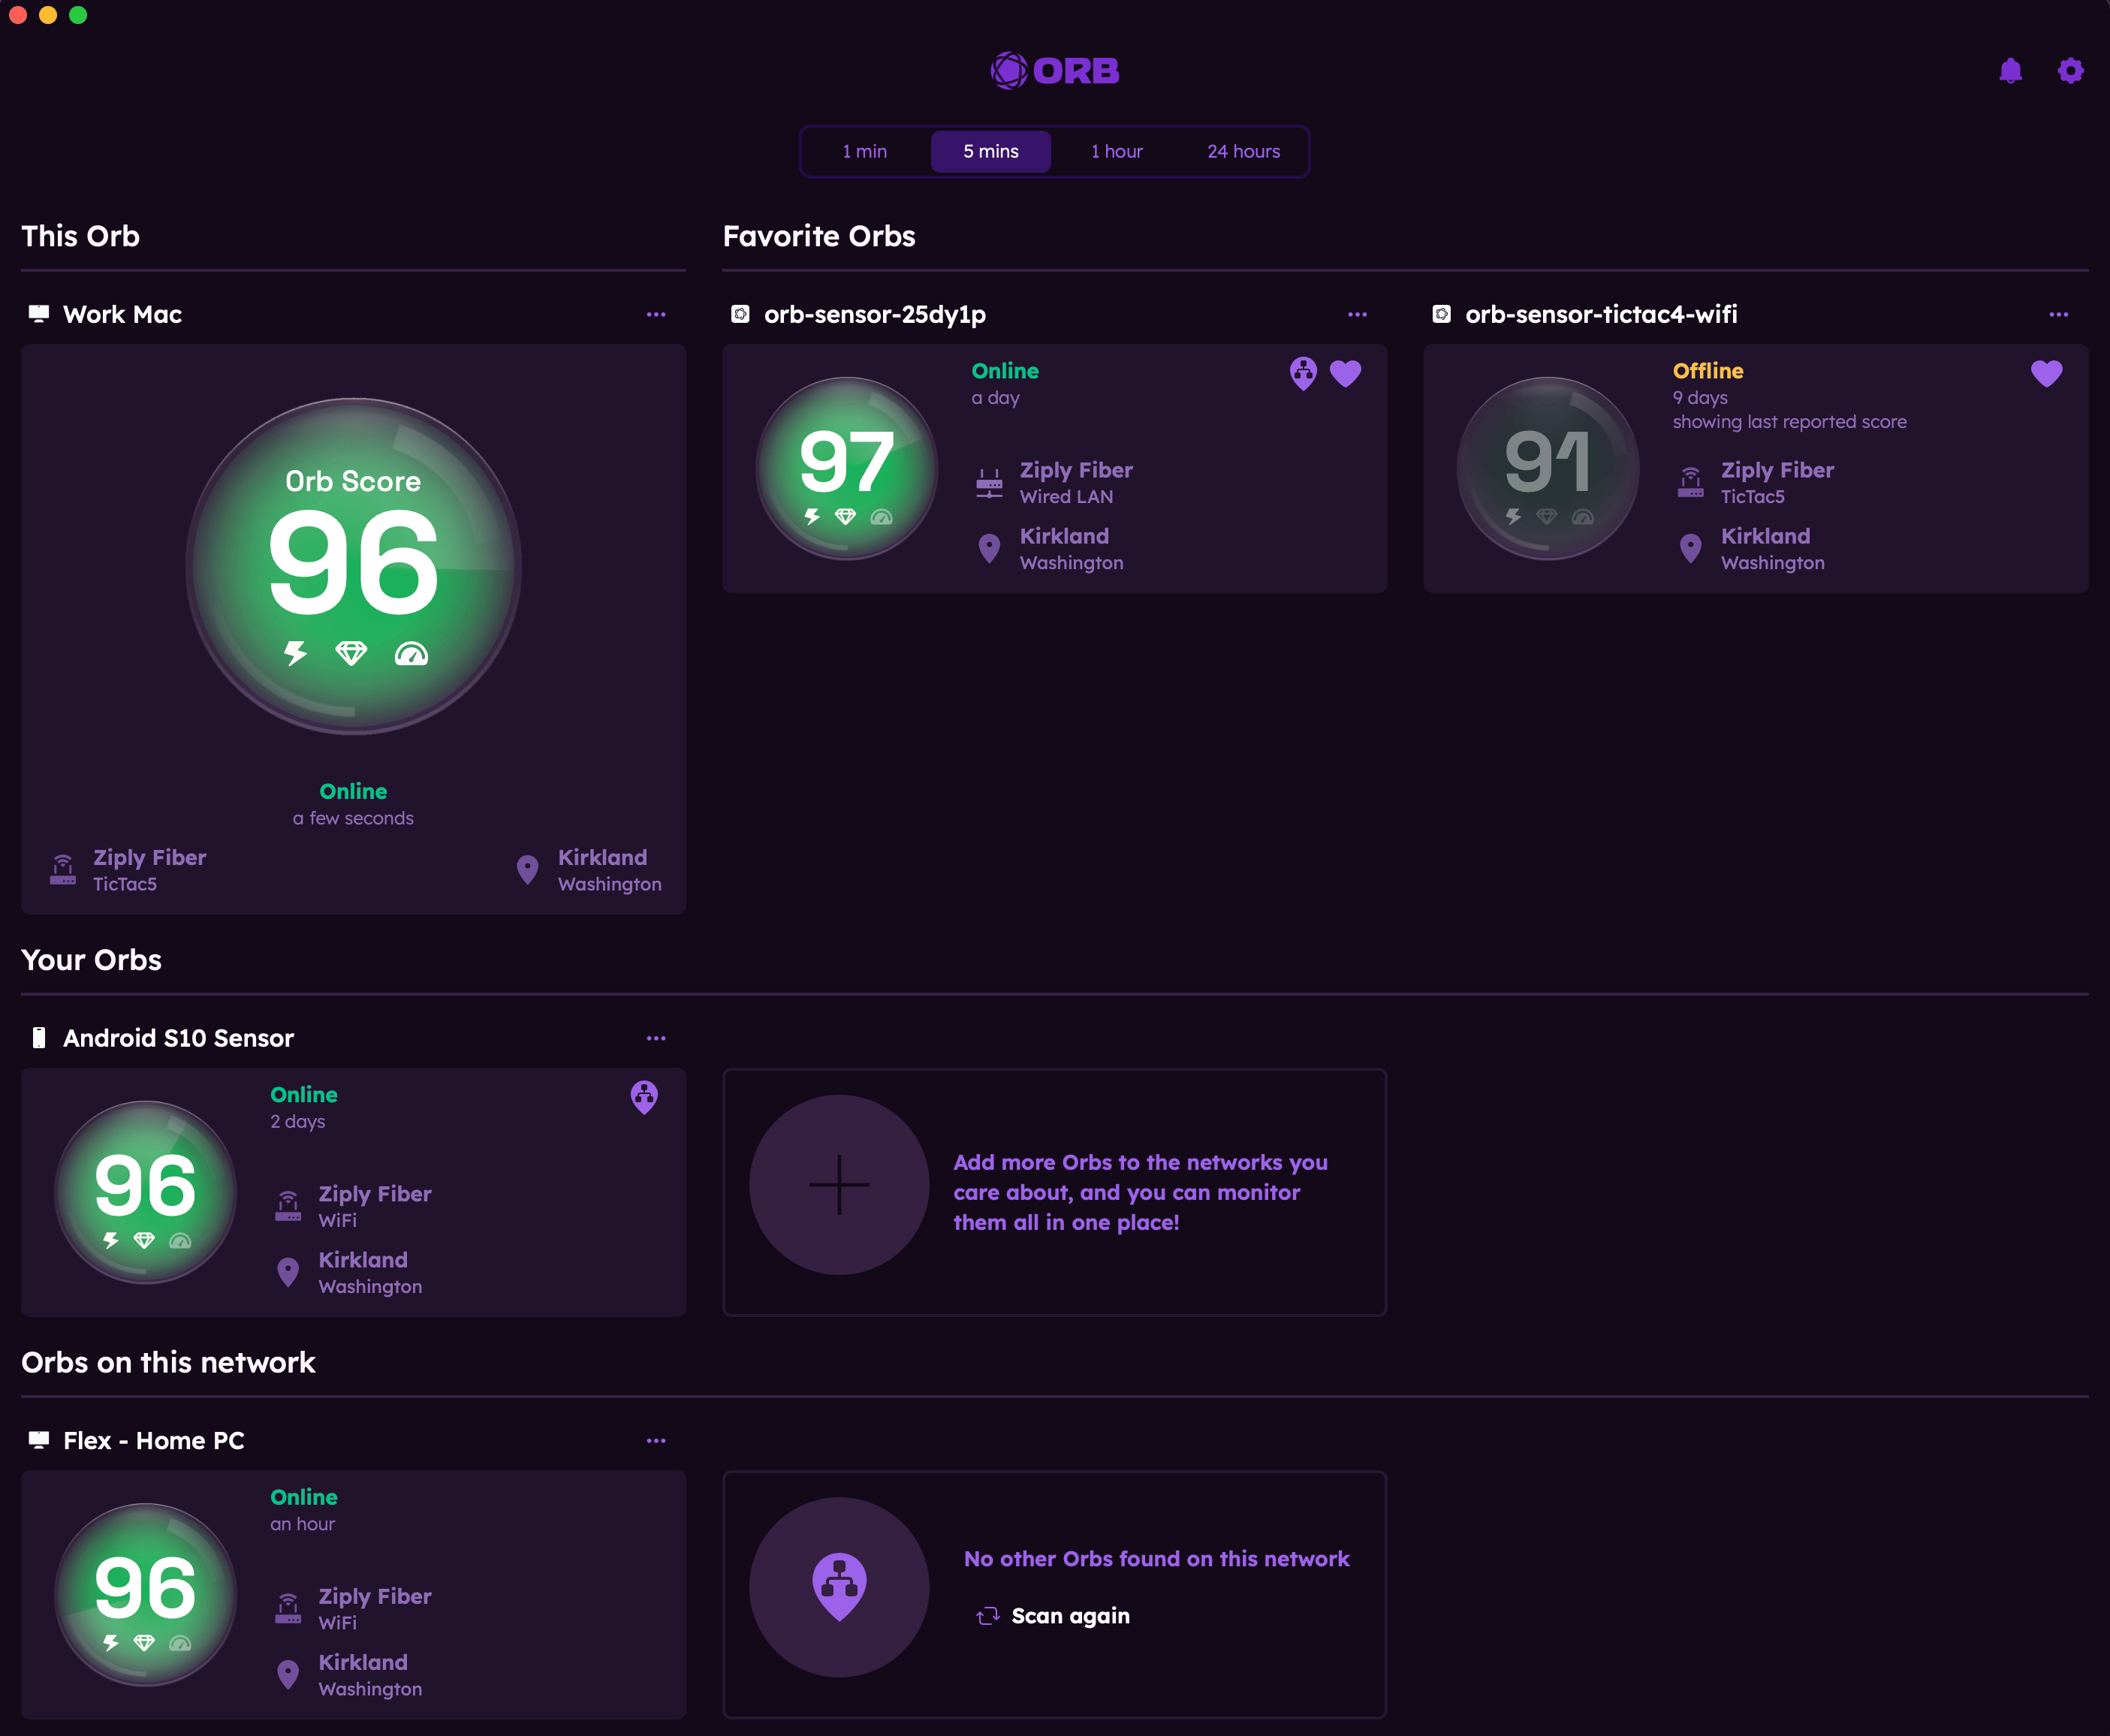 ORB
1 min
5 mins
1 hour
24 hours
This Orb
Work Mac
Orb Score
96
Online
a few seconds
Ziply Fiber
TicTac5
Kirkland
Washington
Favorite Orbs
orb-sensor-25dy1p
97
Online
a day
Ziply Fiber
Wired LAN
Kirkland
Washington
orb-sensor-tictac4-wifi
91
Offline
9 days
showing last reported score
Ziply Fiber
TicTac5
Kirkland
Washington
Your Orbs
Android S10 Sensor
96
Online
2 days
Ziply Fiber
WiFi
Kirkland
Washington
Add more Orbs to the networks you
care about, and you can monitor
them all in one place!
Orbs on this network
Flex - Home PC
96
Online
an hour
Ziply Fiber
WiFi
Kirkland
Washington
No other Orbs found on this network
Scan again